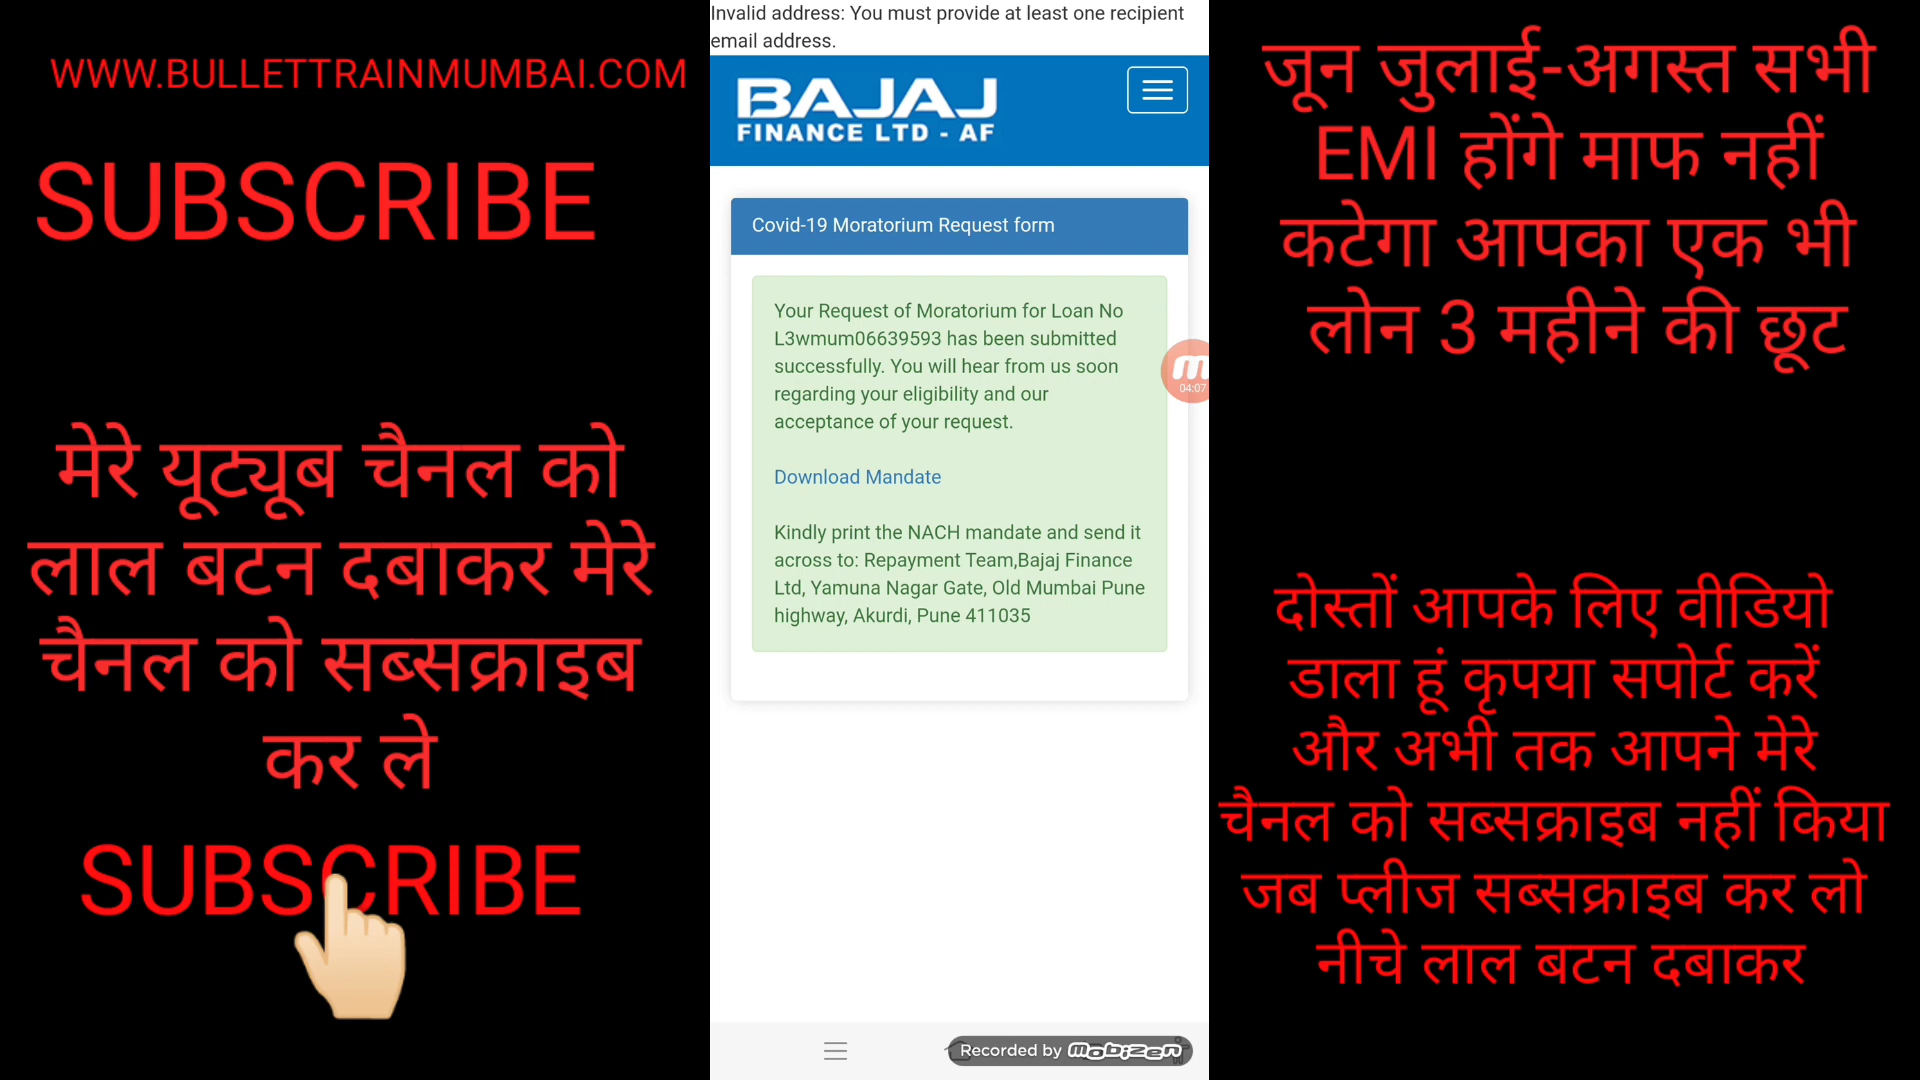 WWW.BULLETTRAINMUMBAI.COM
SUBSCRIBE
मेरे यूट्यूब चैनल को
लाल बटन दबाकर मेरे
चैनल को सब्सक्राइब
कर ले
SUBSCRIBE
Invalid address: You must provide at least one recipient
email address.
BAJAJ
FINANCE LTD - AF
Covid-19 Moratorium Request form
Your Request of Moratorium for Loan No
L3wmum06639593 has been submitted
successfully. You will hear from us soon
regarding your eligibility and our
acceptance of your request.
Download Mandate
Kindly print the NACH mandate and send it
across to: Repayment Team,Bajaj Finance
Ltd, Yamuna Nagar Gate, Old Mumbai Pune
highway, Akurdi, Pune 411035
m
04:07
Recorded by mobizen
जून जुलाई-अगस्त सभी
EMI होंगे माफ नहीं
कटेगा आपका एक भी
लोन 3 महीने की छूट
दोस्तों आपके लिए वीडियो
डाला हूं कृपया सपोर्ट करें
और अभी तक आपने मेरे
चैनल को सब्सक्राइब नहीं किया
जब प्लीज सब्सक्राइब कर लो
नीचे लाल बटन दबाकर